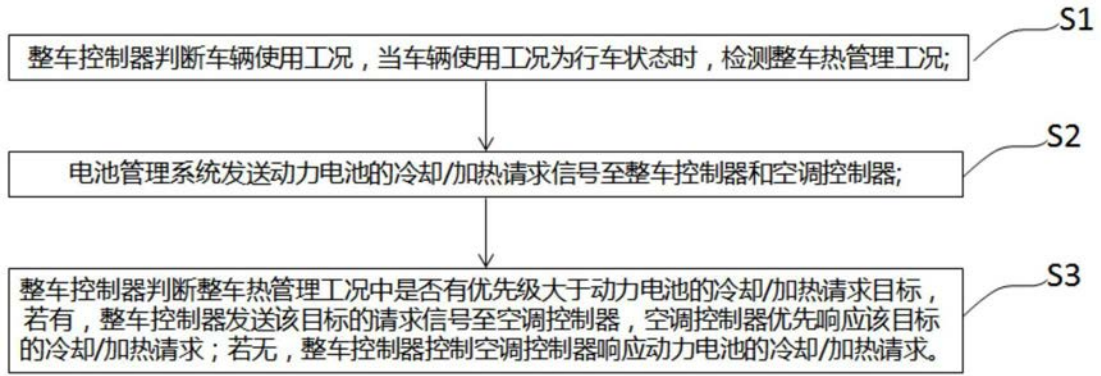 S1
整车控制器判断车辆使用工况，当车辆使用工况为行车状态时，检测整车热管理工况;
S2
电池管理系统发送动力电池的冷却/加热请求信号至整车控制器和空调控制器;
S3
整车控制器判断整车热管理工况中是否有优先级大于动力电池的冷却/加热请求目标，
若有，整车控制器发送该目标的请求信号至空调控制器，空调控制器优先响应该目标
的冷却/加热请求；若无，整车控制器控制空调控制器响应动力电池的冷却/加热请求。